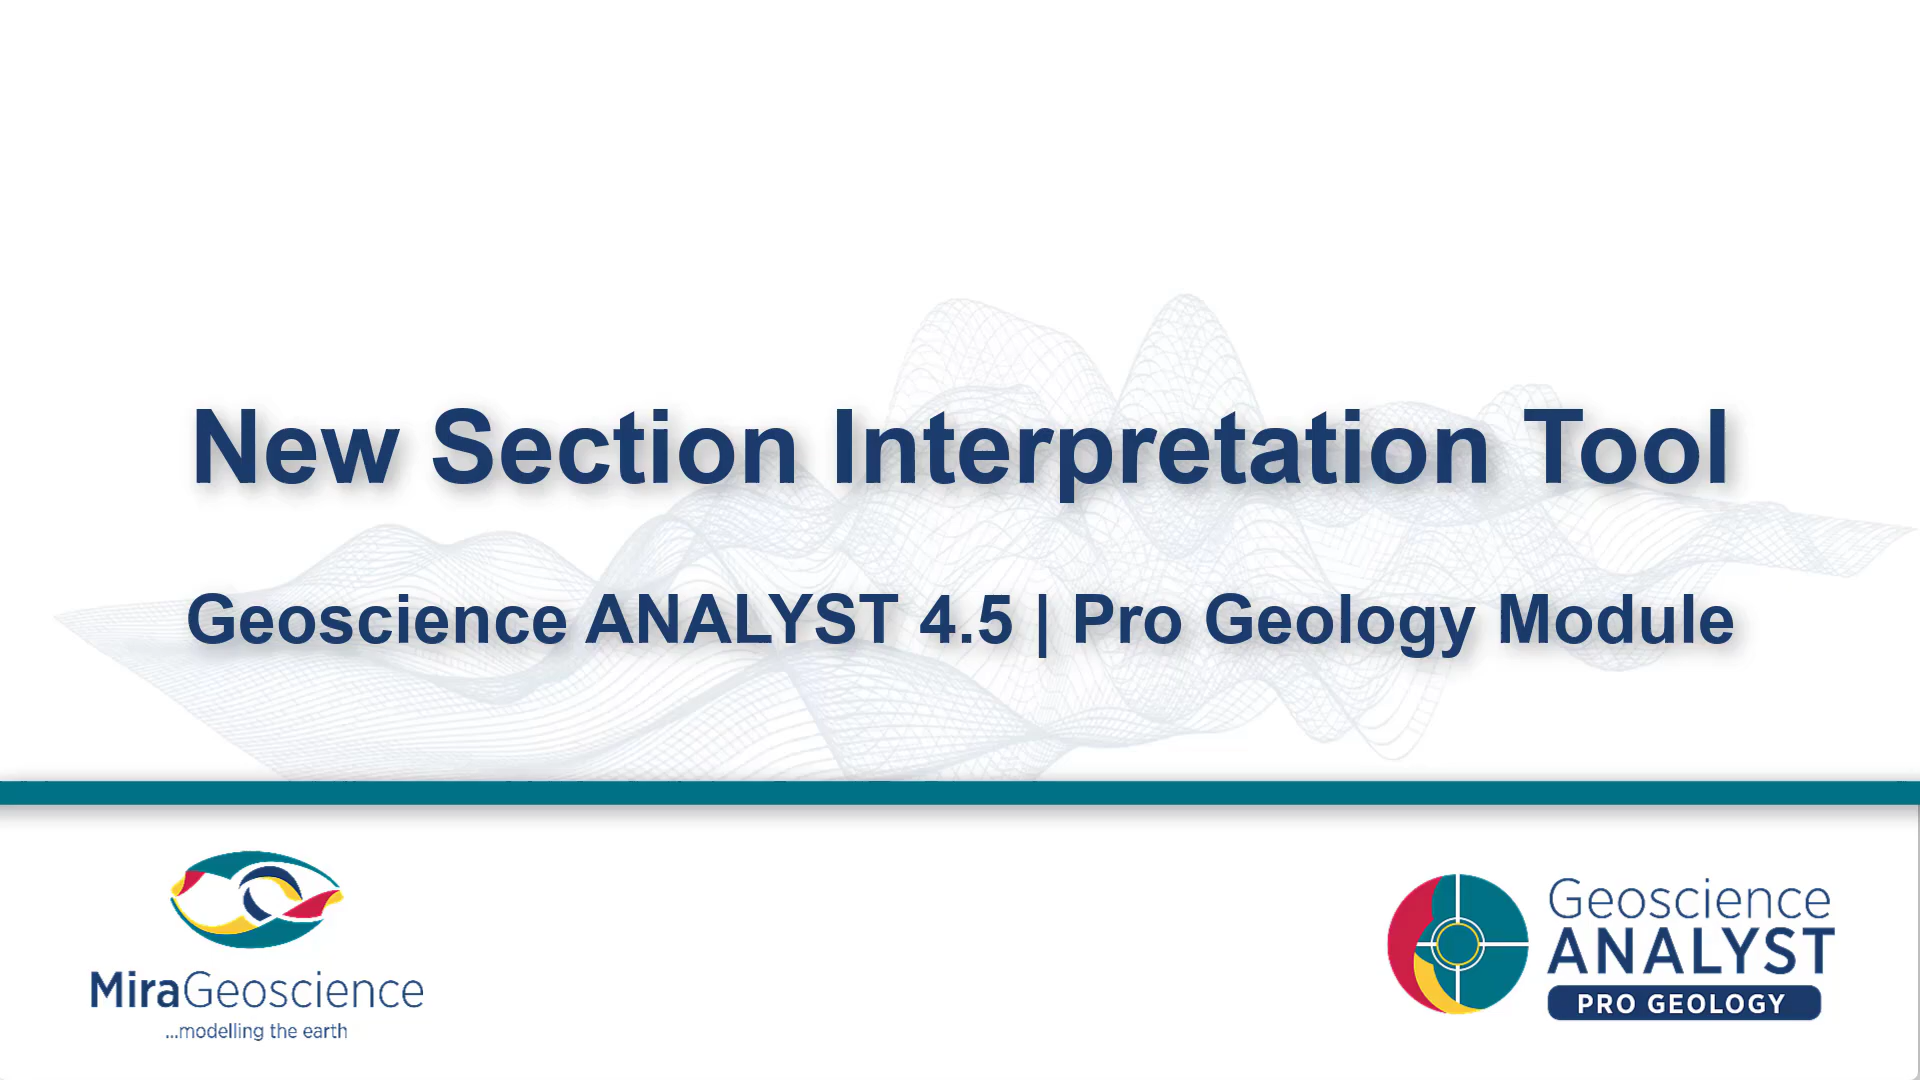 New Section Interpretation Tool
Geoscience ANALYST 4.5 | Pro Geology Module
MiraGeoscience
...modelling the earth
Geoscience
ANALYST
PRO GEOLOGY